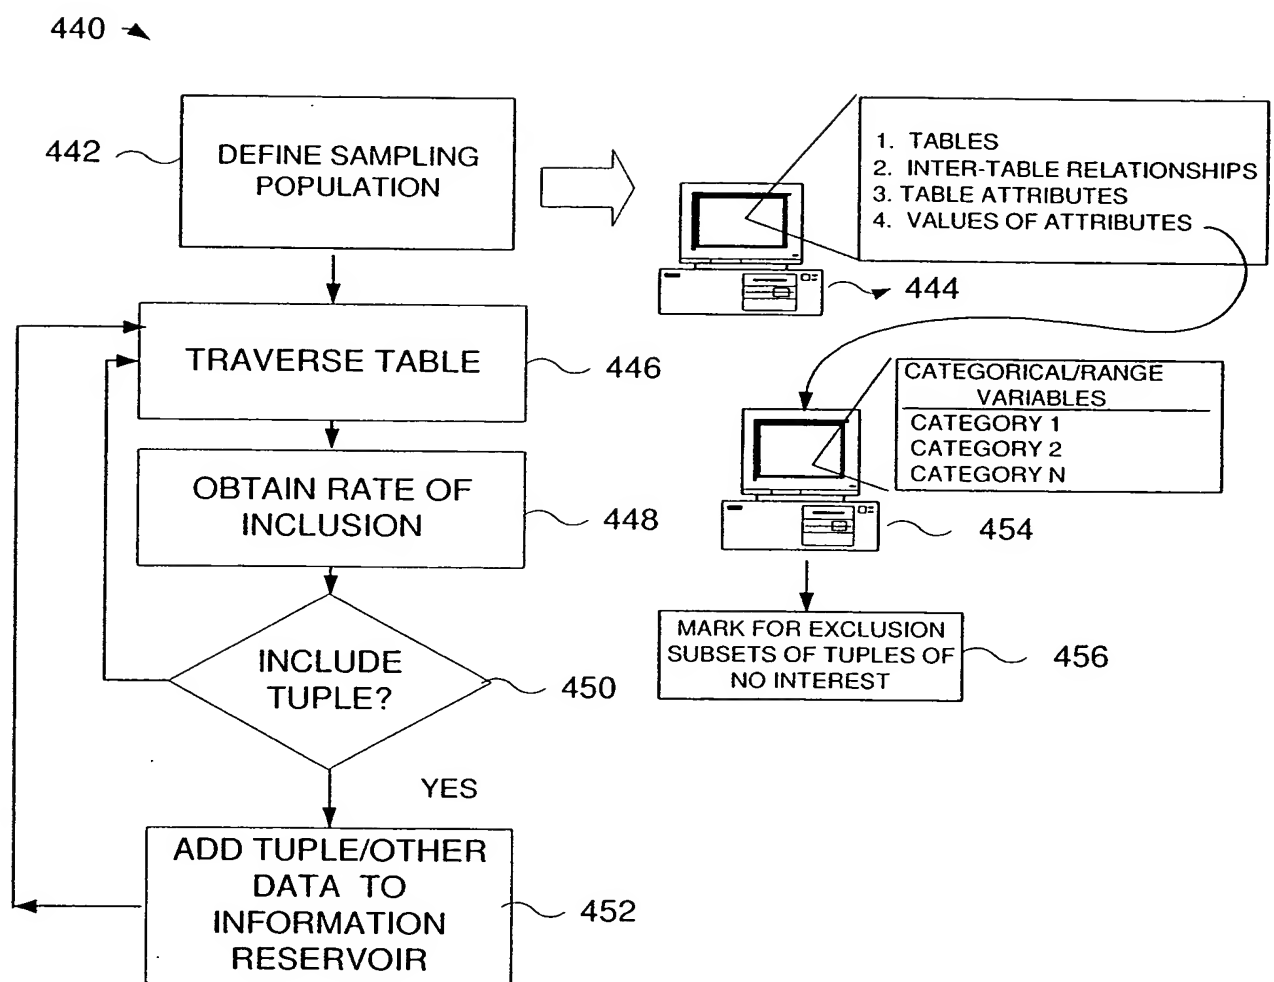 440
442
DEFINE SAMPLING
POPULATION
1. TABLES
2. INTER-TABLE RELATIONSHIPS
3. TABLE ATTRIBUTES
4. VALUES OF ATTRIBUTES
444
TRAVERSE TABLE
446
CATEGORICAL/RANGE
VARIABLES
CATEGORY 1
CATEGORY 2
CATEGORY N
454
OBTAIN RATE OF
INCLUSION
448
MARK FOR EXCLUSION
SUBSETS OF TUPLES OF
NO INTEREST
456
INCLUDE
TUPLE?
450
YES
ADD TUPLE/OTHER
DATA TO
INFORMATION
RESERVOIR
452